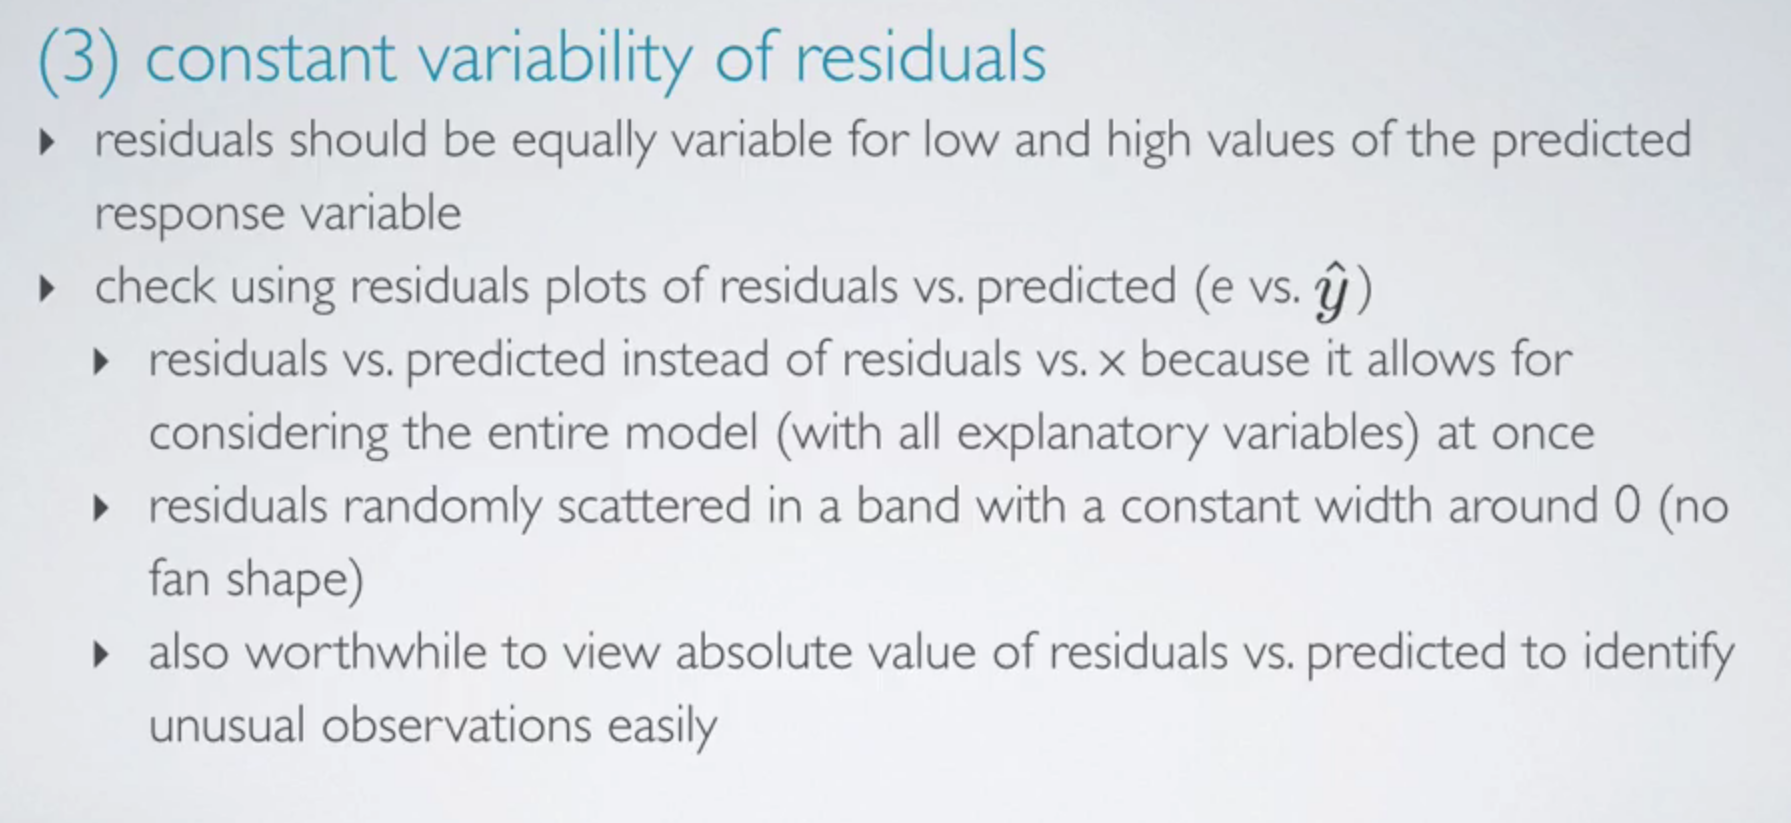 (3) constant variability of residuals
▸ residuals should be equally variable for low and high values of the predicted
response variable
▸ check using residuals plots of residuals vs. predicted (e vs. ŷ)
▸ residuals vs. predicted instead of residuals vs. x because it allows for
considering the entire model (with all explanatory variables) at once
▸ residuals randomly scattered in a band with a constant width around 0 (no
fan shape)
▸ also worthwhile to view absolute value of residuals vs. predicted to identify
unusual observations easily